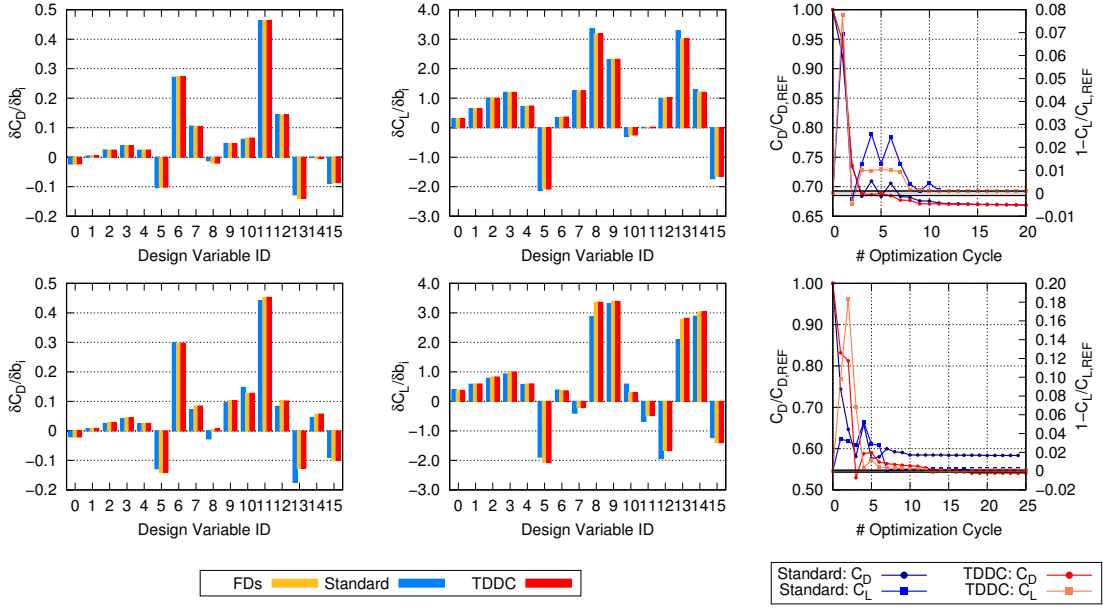 0.5
0.4
0.3
0.2
0.1
0
−0.1
−0.2
δC_D/δb_i
0 1 2 3 4 5 6 7 8 9 10 11 12 13 14 15
Design Variable ID
4.0
3.0
2.0
1.0
0
−1.0
−2.0
−3.0
δC_L/δb_i
0 1 2 3 4 5 6 7 8 9 10 11 12 13 14 15
Design Variable ID
1.00
0.95
0.90
0.85
0.80
0.75
0.70
0.65
C_D/C_D,REF
0.08
0.07
0.06
0.05
0.04
0.03
0.02
0.01
0
−0.01
1−C_L/C_L,REF
0 5 10 15 20
# Optimization Cycle
0.5
0.4
0.3
0.2
0.1
0
−0.1
−0.2
δC_D/δb_i
0 1 2 3 4 5 6 7 8 9 10 11 12 13 14 15
Design Variable ID
4.0
3.0
2.0
1.0
0
−1.0
−2.0
−3.0
δC_L/δb_i
0 1 2 3 4 5 6 7 8 9 10 11 12 13 14 15
Design Variable ID
1.00
0.90
0.80
0.70
0.60
0.50
C_D/C_D,REF
0.20
0.18
0.16
0.14
0.12
0.10
0.08
0.06
0.04
0.02
0
−0.02
1−C_L/C_L,REF
0 5 10 15 20 25
# Optimization Cycle
FDs Standard TDDC
Standard: C_D TDDC: C_D
Standard: C_L TDDC: C_L